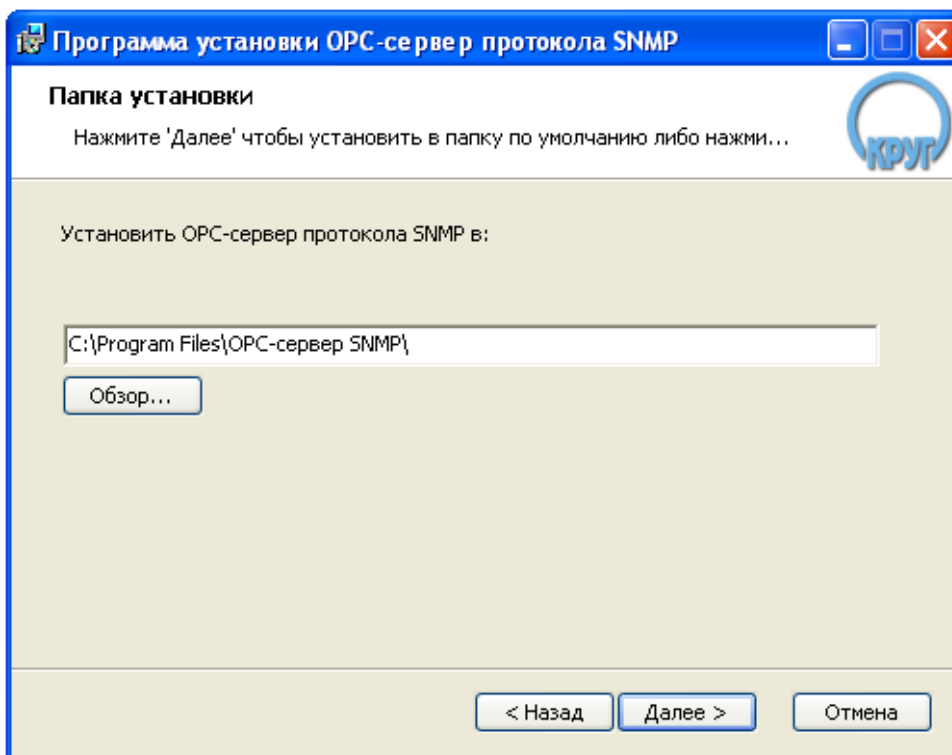 Программа установки OPC-сервер протокола SNMP
Папка установки
Нажмите 'Далее' чтобы установить в папку по умолчанию либо нажми...
КРУГ
Установить OPC-сервер протокола SNMP в:
C:\Program Files\OPC-сервер SNMP\
Обзор...
< Назад
Далее >
Отмена